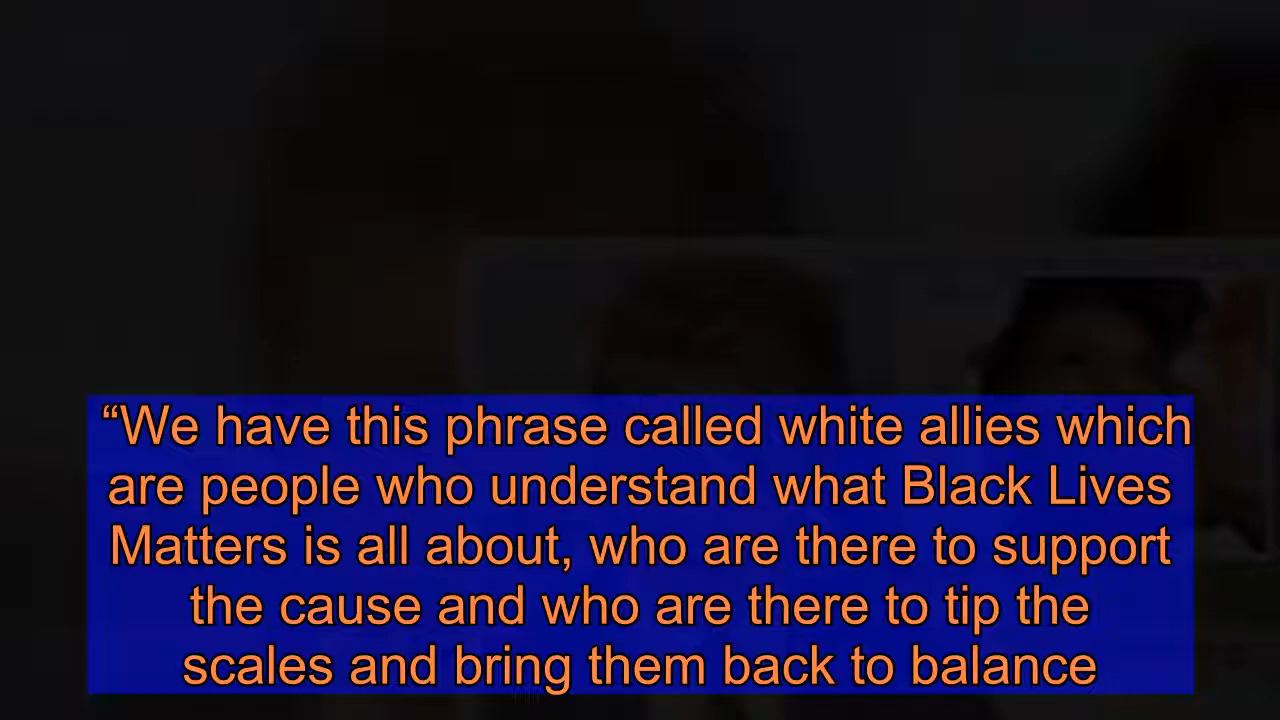 “We have this phrase called white allies which
are people who understand what Black Lives
Matters is all about, who are there to support
the cause and who are there to tip the
scales and bring them back to balance